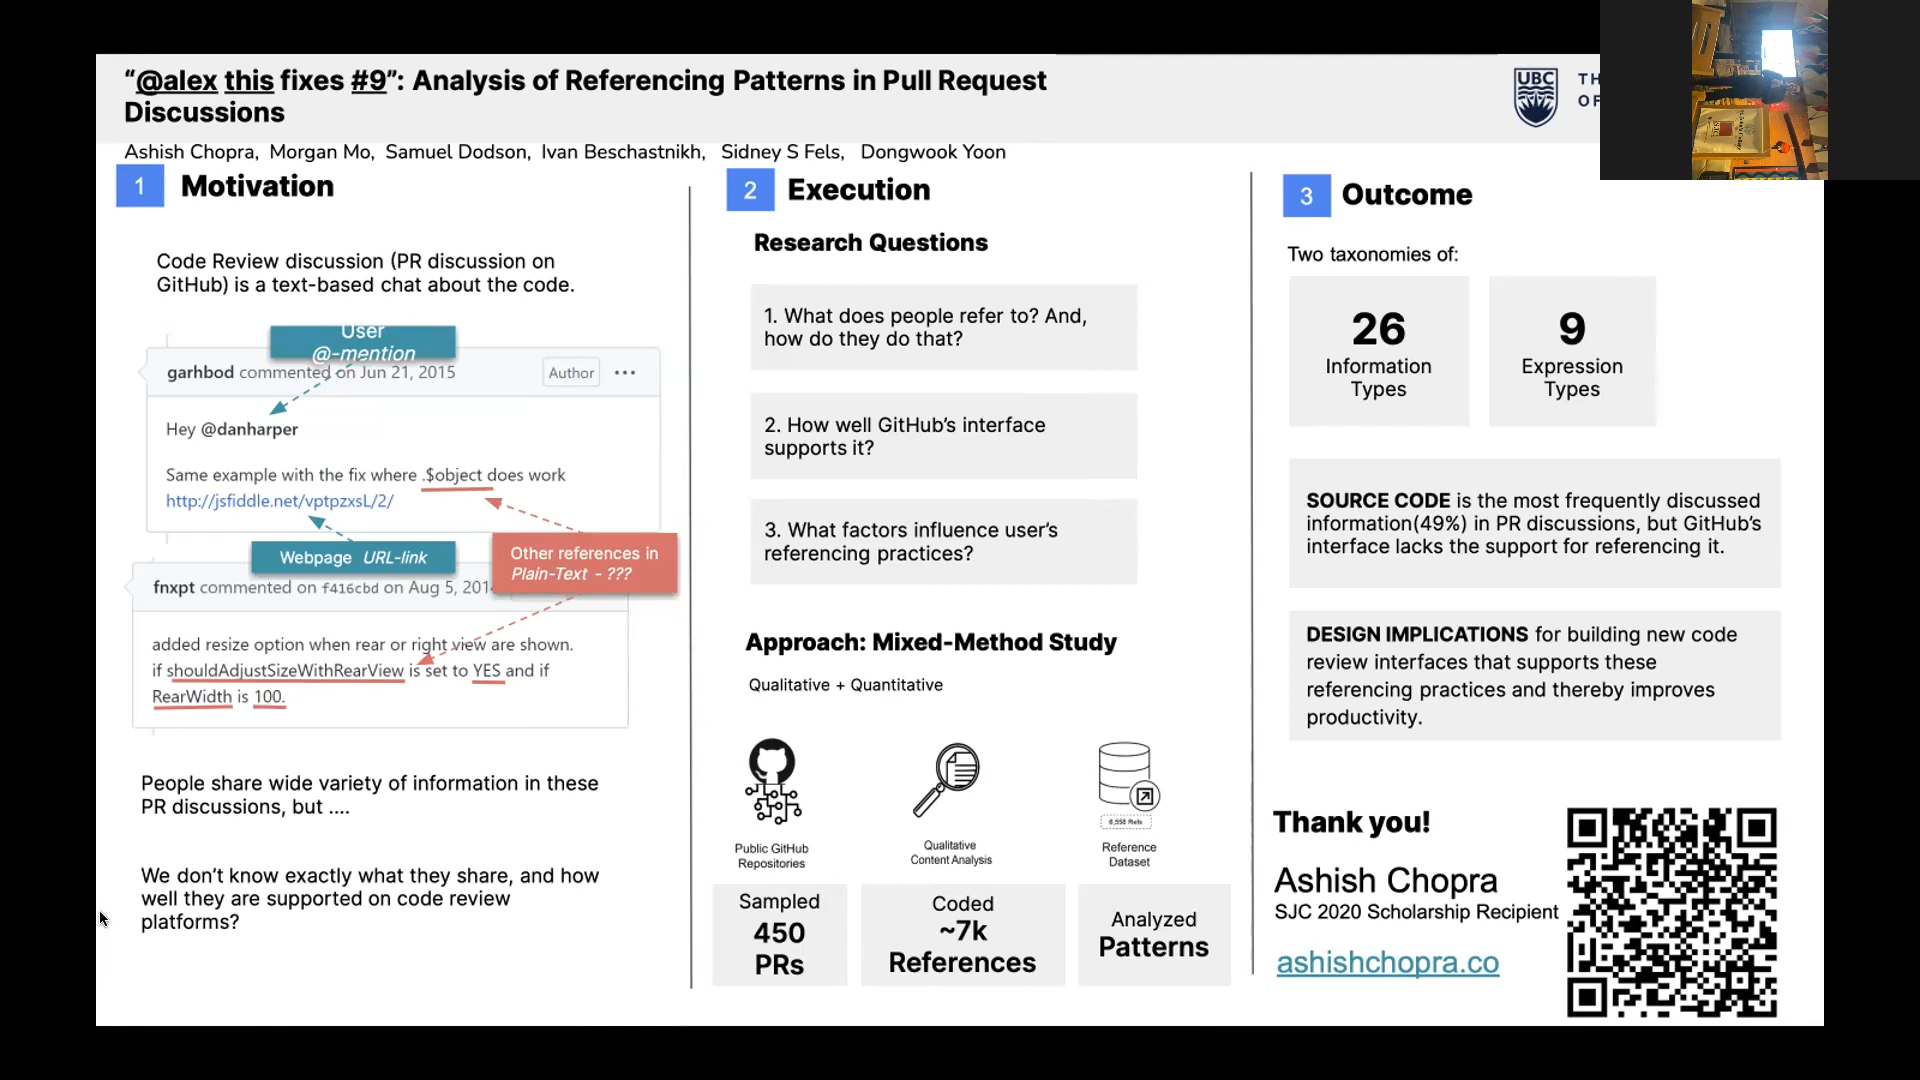 “@alex this fixes #9”: Analysis of Referencing Patterns in Pull Request
Discussions
UBC
TH
OF
Ashish Chopra, Morgan Mo, Samuel Dodson, Ivan Beschastnikh, Sidney S Fels, Dongwook Yoon
1 Motivation
Code Review discussion (PR discussion on
GitHub) is a text-based chat about the code.
User
@-mention
garhbod commented on Jun 21, 2015
Author
Hey @danharper
Same example with the fix where .$object does work
http://jsfiddle.net/vptpzxsL/2/
Webpage URL-link
Other references in
Plain-Text - ???
fnxpt commented on f416cbd on Aug 5, 201
added resize option when rear or right view are shown.
if shouldAdjustSizeWithRearView is set to YES and if
RearWidth is 100.
People share wide variety of information in these
PR discussions, but ....
We don’t know exactly what they share, and how
well they are supported on code review
platforms?
2 Execution
Research Questions
1. What does people refer to? And,
how do they do that?
2. How well GitHub’s interface
supports it?
3. What factors influence user’s
referencing practices?
Approach: Mixed-Method Study
Qualitative + Quantitative
Public GitHub
Repositories
Qualitative
Content Analysis
6,558 Refs
Reference
Dataset
Sampled
450
PRs
Coded
~7k
References
Analyzed
Patterns
3 Outcome
Two taxonomies of:
26
Information
Types
9
Expression
Types
SOURCE CODE is the most frequently discussed
information(49%) in PR discussions, but GitHub’s
interface lacks the support for referencing it.
DESIGN IMPLICATIONS for building new code
review interfaces that supports these
referencing practices and thereby improves
productivity.
Thank you!
Ashish Chopra
SJC 2020 Scholarship Recipient
ashishchopra.co